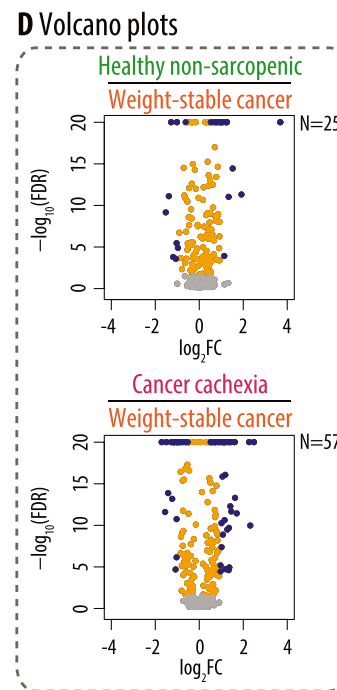 D Volcano plots
Healthy non-sarcopenic
Weight-stable cancer
N=25
−log10(FDR)
20
15
10
5
0
-4 -2 0 2 4
log2FC
Cancer cachexia
Weight-stable cancer
N=57
−log10(FDR)
20
15
10
5
0
-4 -2 0 2 4
log2FC